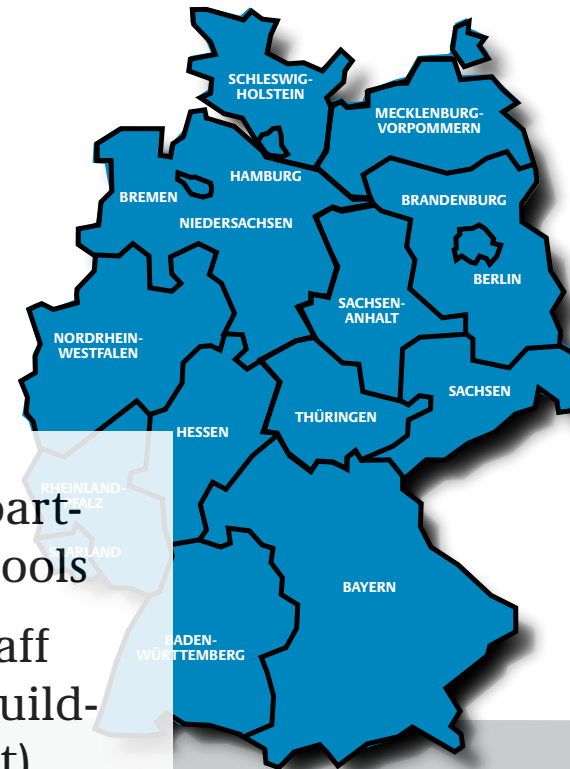 SCHLESWIG-
HOLSTEIN
MECKLENBURG-
VORPOMMERN
HAMBURG
BREMEN
BRANDENBURG
NIEDERSACHSEN
BERLIN
SACHSEN-
ANHALT
NORDRHEIN-
WESTFALEN
SACHSEN
THÜRINGEN
HESSEN
RHEINLAND-
PFALZ
SAARLAND
BAYERN
BADEN-
WÜRTTEMBERG
part-
ools
aff
uild-
t)